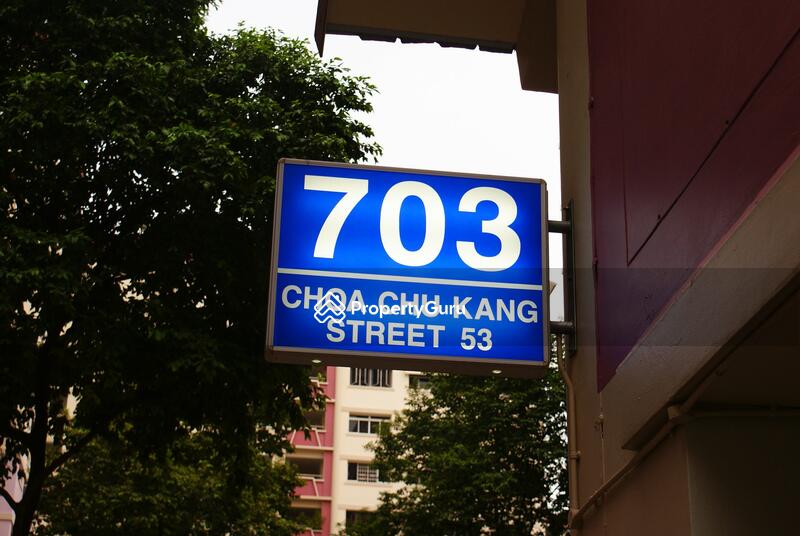 703
CHOA CHU KANG
PropertyGuru
STREET 53